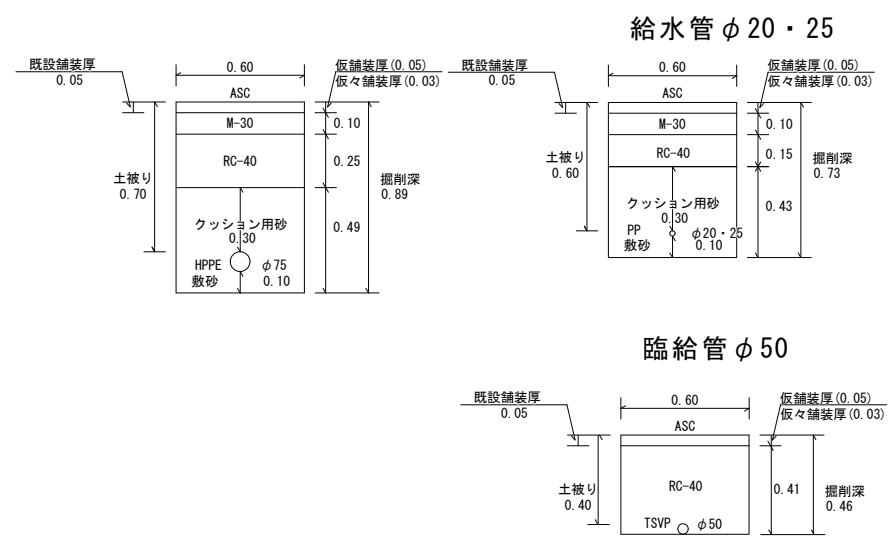 給水管φ20・25
既設舗装厚
0.05
0.60
仮舗装厚(0.05)
仮々舗装厚(0.03)
ASC
M-30
0.10
RC-40
0.25
土被り
0.70
掘削深
0.89
クッション用砂
0.30
0.49
HPPE
φ75
敷砂
0.10
既設舗装厚
0.05
0.60
仮舗装厚(0.05)
仮々舗装厚(0.03)
ASC
M-30
0.10
RC-40
0.15
土被り
0.60
掘削深
0.73
クッション用砂
0.30
0.43
PP
φ20・25
敷砂
0.10
臨給管φ50
既設舗装厚
0.05
0.60
仮舗装厚(0.05)
仮々舗装厚(0.03)
ASC
RC-40
0.41
土被り
0.40
掘削深
0.46
TSVP
φ50